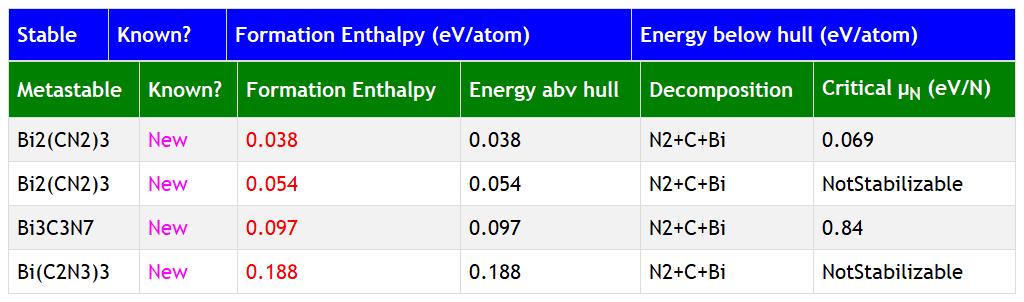 Stable Known? Formation Enthalpy (eV/atom) Energy below hull (eV/atom)
Metastable Known? Formation Enthalpy Energy abv hull Decomposition Critical μN (eV/N)
Bi2(CN2)3 New 0.038 0.038 N2+C+Bi 0.069
Bi2(CN2)3 New 0.054 0.054 N2+C+Bi NotStabilizable
Bi3C3N7 New 0.097 0.097 N2+C+Bi 0.84
Bi(C2N3)3 New 0.188 0.188 N2+C+Bi NotStabilizable